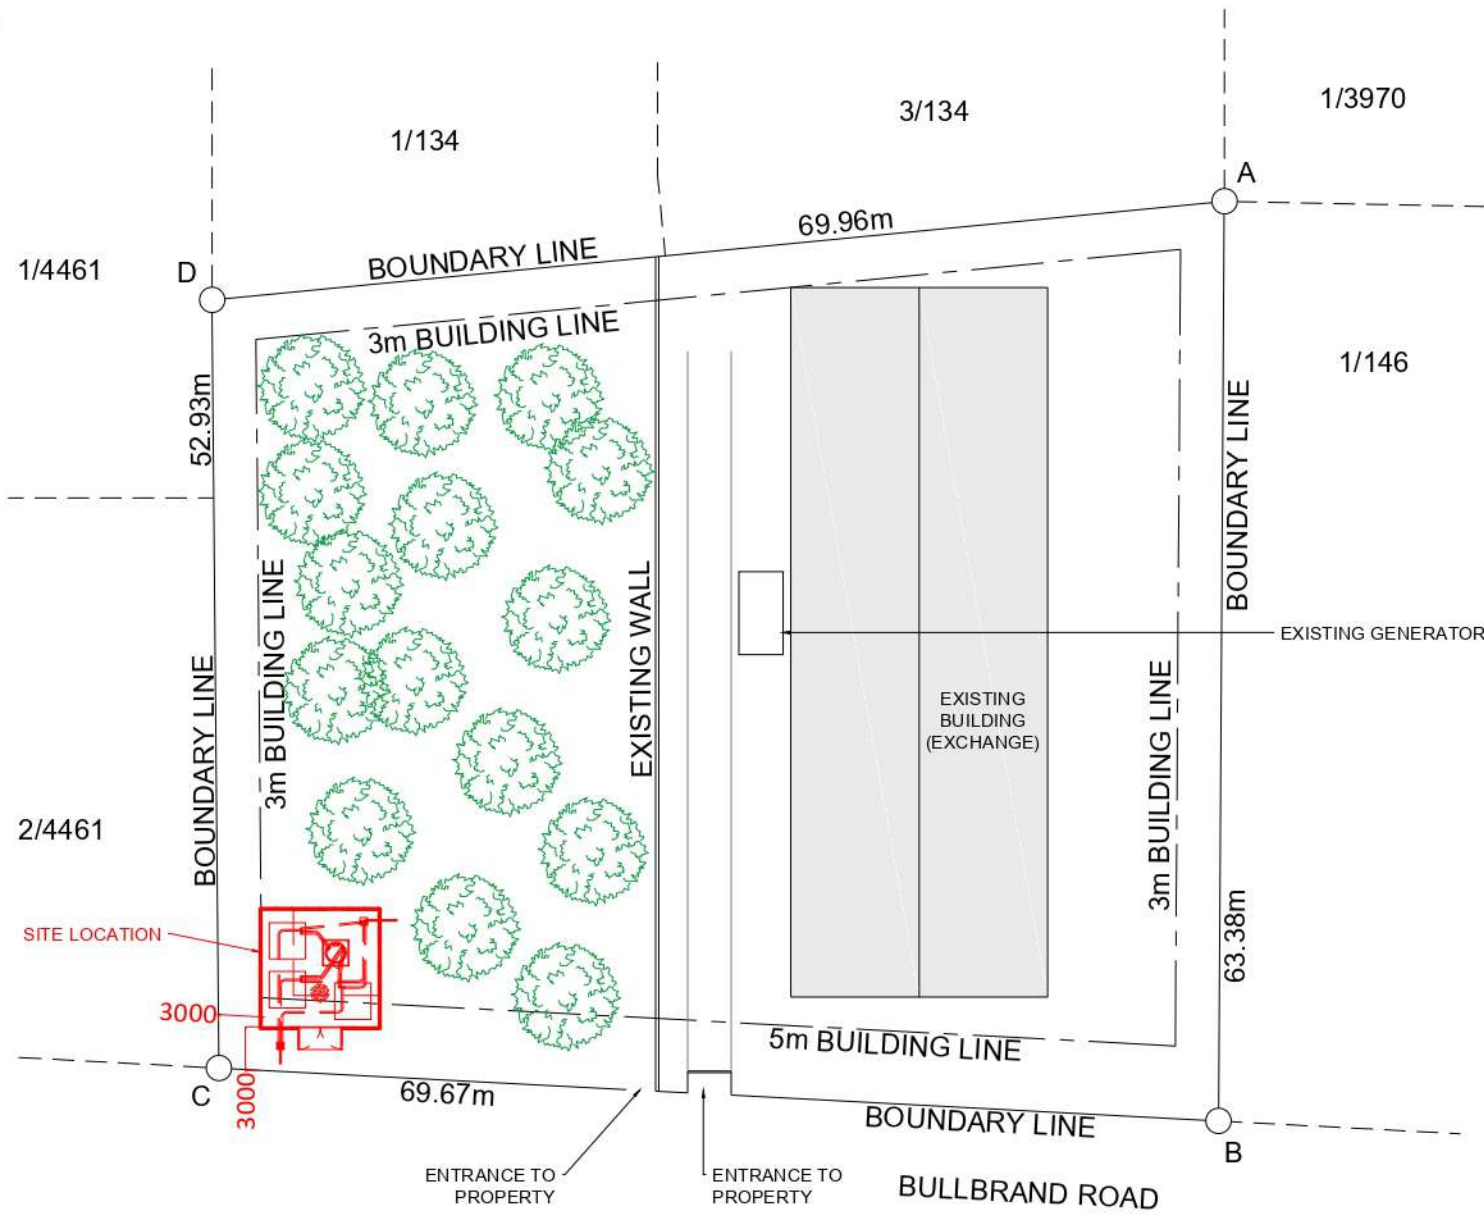 1/3970
3/134
1/134
A
69.96m
BOUNDARY LINE
1/4461
D
3m BUILDING LINE
1/146
52.93m
BOUNDARY LINE
3m BUILDING LINE
EXISTING WALL
EXISTING GENERATOR
BOUNDARY LINE
EXISTING
BUILDING
(EXCHANGE)
3m BUILDING LINE
2/4461
SITE LOCATION
63.38m
3000
5m BUILDING LINE
C
3000
69.67m
BOUNDARY LINE
B
ENTRANCE TO
PROPERTY
ENTRANCE TO
PROPERTY
BULLBRAND ROAD